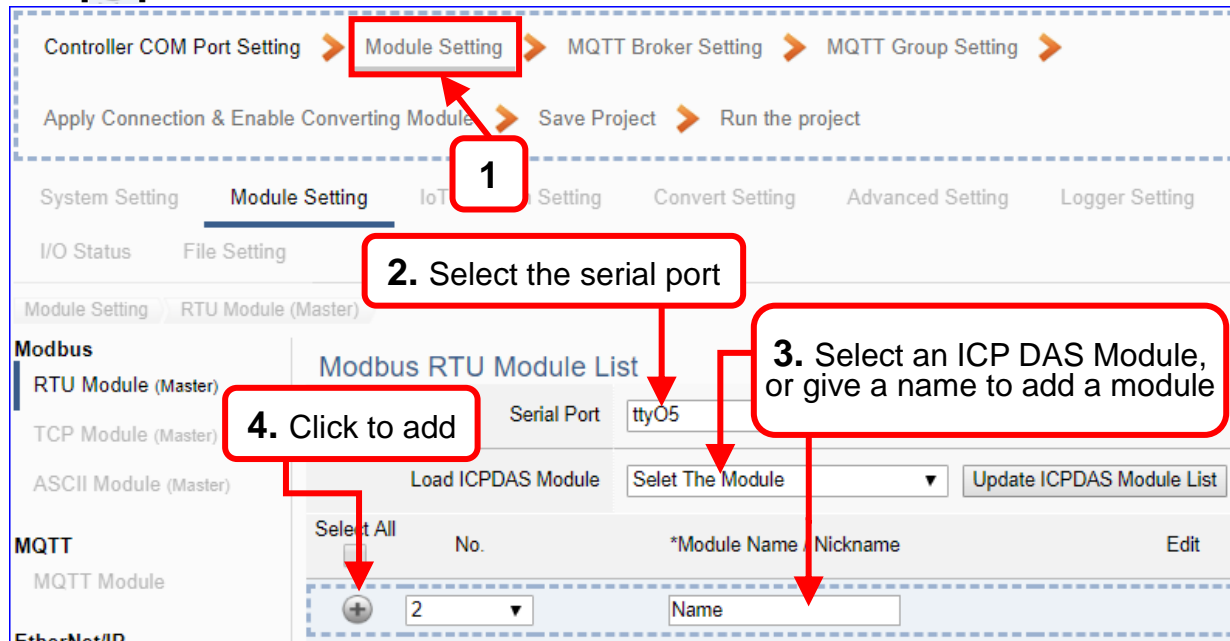 Controller COM Port Setting Module Setting MQTT Broker Setting MQTT Group Setting
Apply Connection & Enable Converting Module Save Project Run the project
1
System Setting Module Setting IoT Setting Convert Setting Advanced Setting Logger Setting
I/O Status File Setting
2. Select the serial port
Module Setting RTU Module (Master)
3. Select an ICP DAS Module,
or give a name to add a module
Modbus
RTU Module (Master)
TCP Module (Master)
ASCII Module (Master)
MQTT
MQTT Module
EtherNet/IP
Modbus RTU Module List
4. Click to add
Serial Port ttyO5
Load ICPDAS Module Selet The Module Update ICPDAS Module List
Select All No. *Module Name / Nickname Edit
2 Name